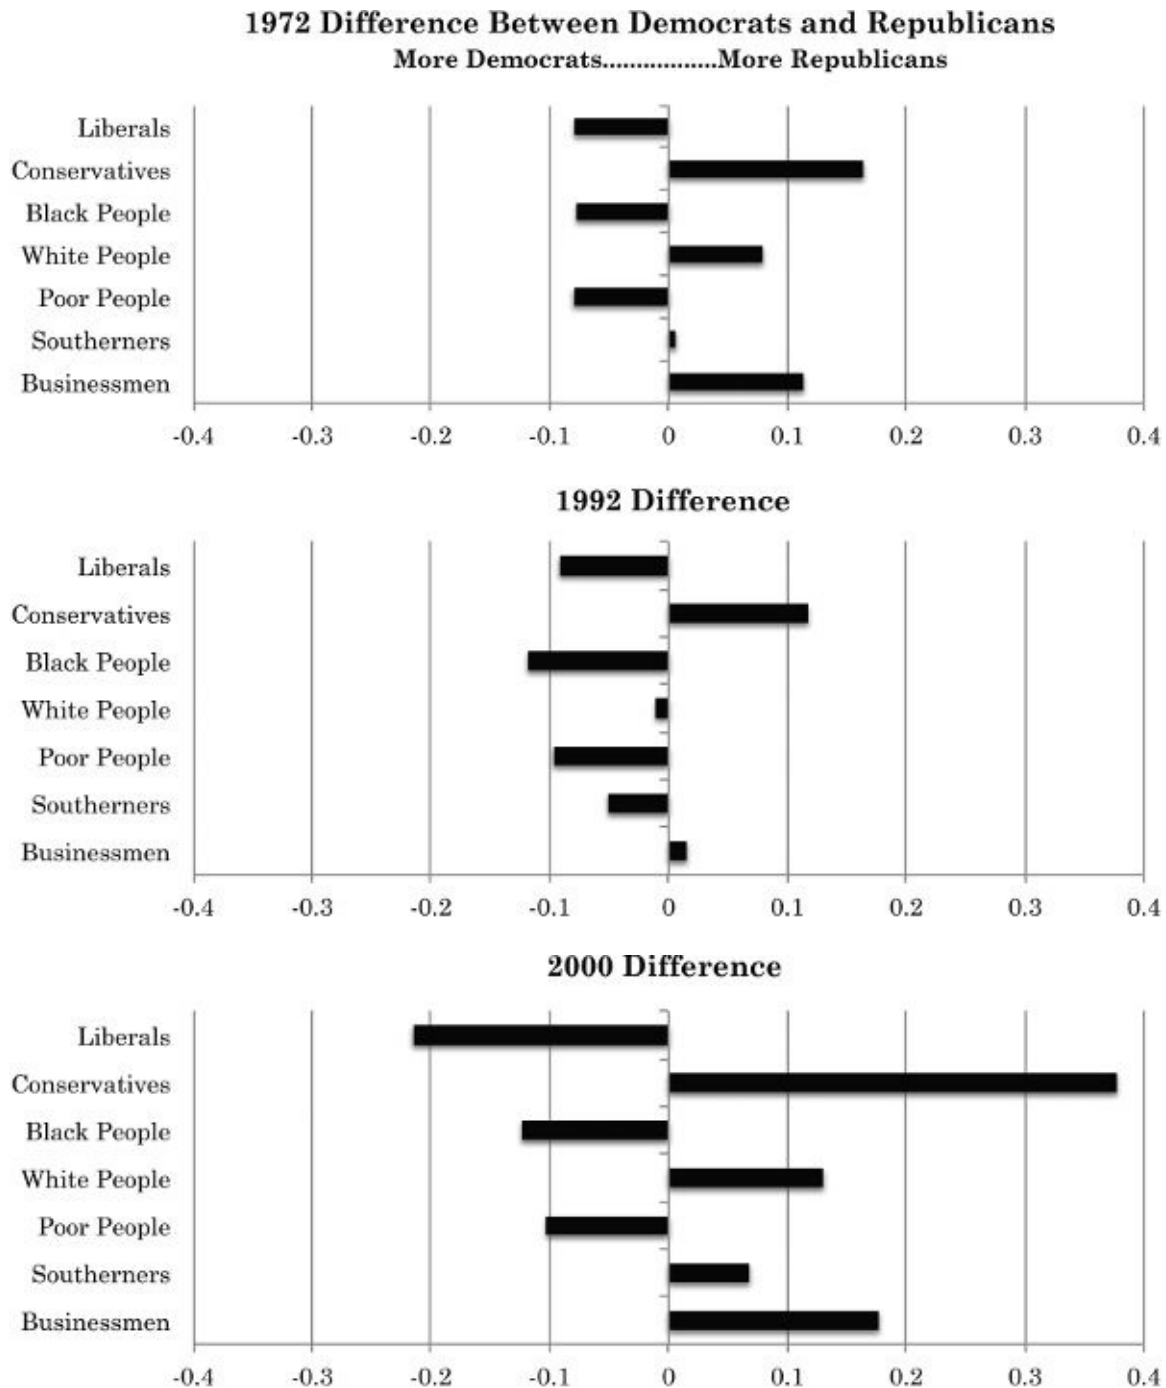 1972 Difference Between Democrats and Republicans
More Democrats.................More Republicans
Liberals
Conservatives
Black People
White People
Poor People
Southerners
Businessmen
-0.4 -0.3 -0.2 -0.1 0 0.1 0.2 0.3 0.4
1992 Difference
Liberals
Conservatives
Black People
White People
Poor People
Southerners
Businessmen
-0.4 -0.3 -0.2 -0.1 0 0.1 0.2 0.3 0.4
2000 Difference
Liberals
Conservatives
Black People
White People
Poor People
Southerners
Businessmen
-0.4 -0.3 -0.2 -0.1 0 0.1 0.2 0.3 0.4